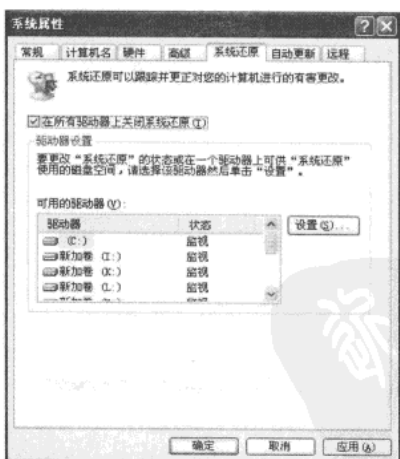 系统属性
常规 计算机名 硬件 高级 系统还原 自动更新 远程
系统还原可以跟踪并更正对您的计算机进行的有害更改。
在所有驱动器上关闭系统还原(T)
驱动器设置
要更改“系统还原”的状态或在一个驱动器上可供“系统还原”
使用的磁盘空间，请选择该驱动器然后单击“设置”。
可用的驱动器(V):
驱动器 状态
(C:) 监视
新加卷 (I:) 监视
新加卷 (K:) 监视
新加卷 (L:) 监视
设置(S)...
确定 取消 应用(A)